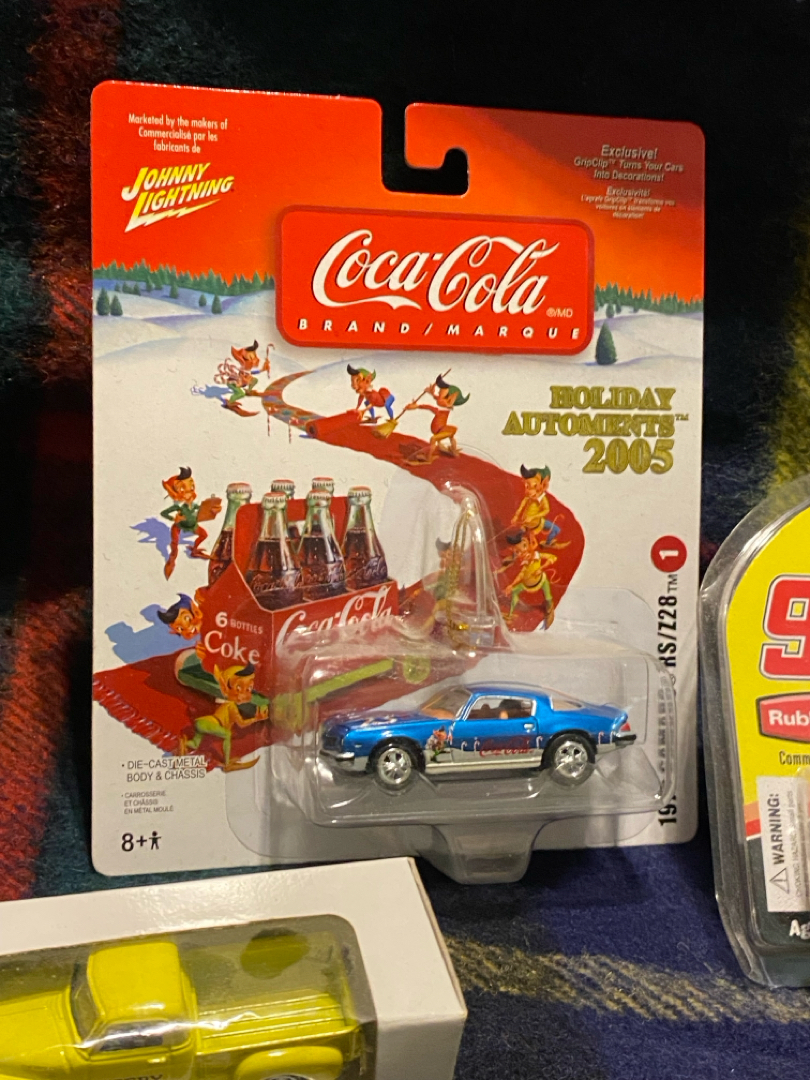 Marketed by the makers of
Commercialisé par les
fabricants de
JOHNNY
LIGHTNING
Exclusive!
GripClip™ Turns Your Cars
Into Decorations!
Exclusivité!
Coca-Cola
®/MD
BRAND/MARQUE
HOLIDAY
AUTOMENTS™
2005
6 BOTTLES
Coke
Coca-Cola
Coca-Cola
RS/Z28™ 1
• DIE-CAST METAL
BODY & CHASSIS
• CARROSSERIE
ET CHÂSSIS
EN MÉTAL MOULÉ
8+
9
Rub
Comm
WARNING:
Ag